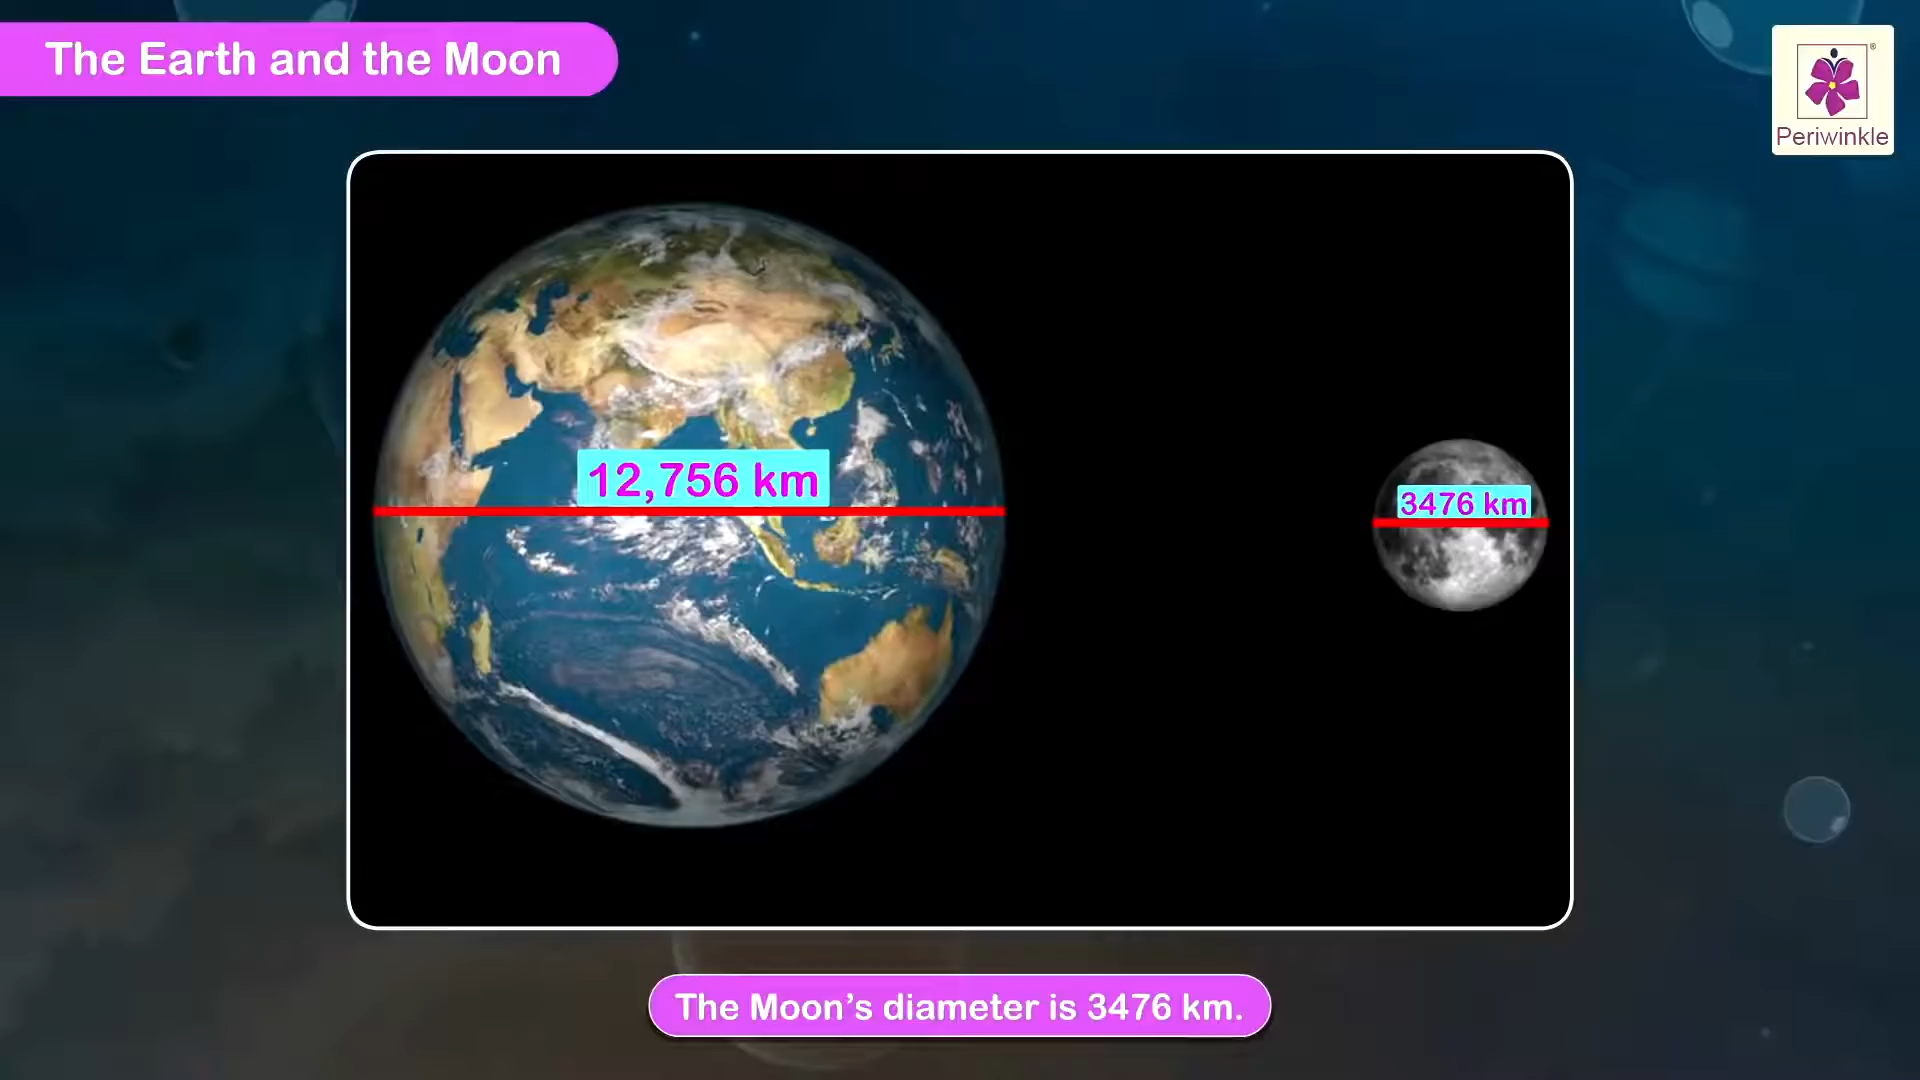 The Earth and the Moon
®
Periwinkle
12,756 km
3476 km
The Moon’s diameter is 3476 km.